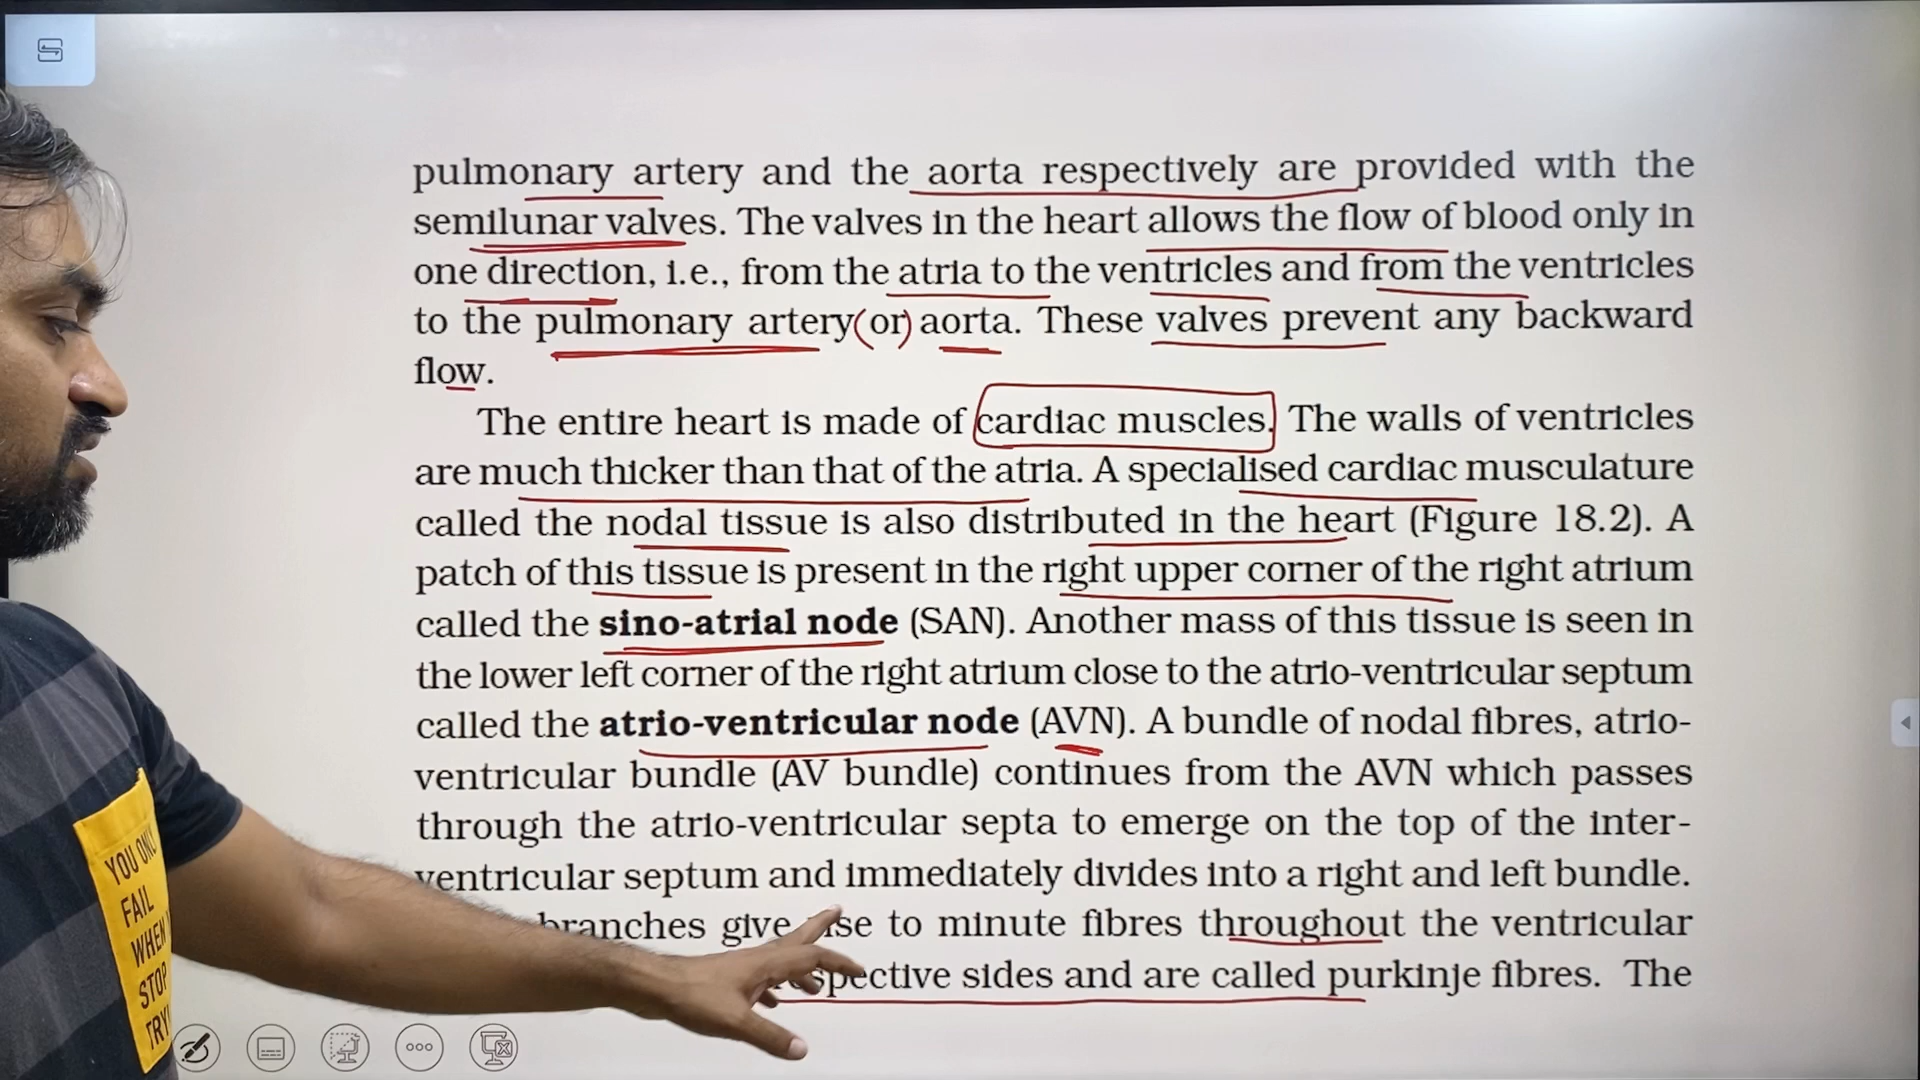 pulmonary artery and the aorta respectively are provided with the
semilunar valves. The valves in the heart allows the flow of blood only in
one direction, i.e., from the atria to the ventricles and from the ventricles
to the pulmonary artery (or) aorta. These valves prevent any backward
flow.
The entire heart is made of cardiac muscles. The walls of ventricles
are much thicker than that of the atria. A specialised cardiac musculature
called the nodal tissue is also distributed in the heart (Figure 18.2). A
patch of this tissue is present in the right upper corner of the right atrium
called the sino-atrial node (SAN). Another mass of this tissue is seen in
the lower left corner of the right atrium close to the atrio-ventricular septum
called the atrio-ventricular node (AVN). A bundle of nodal fibres, atrio-
ventricular bundle (AV bundle) continues from the AVN which passes
through the atrio-ventricular septa to emerge on the top of the inter-
ventricular septum and immediately divides into a right and left bundle.
branches give rise to minute fibres throughout the ventricular
respective sides and are called purkinje fibres. The
YOU ONLY
FAIL
WHEN
STOP
TRY